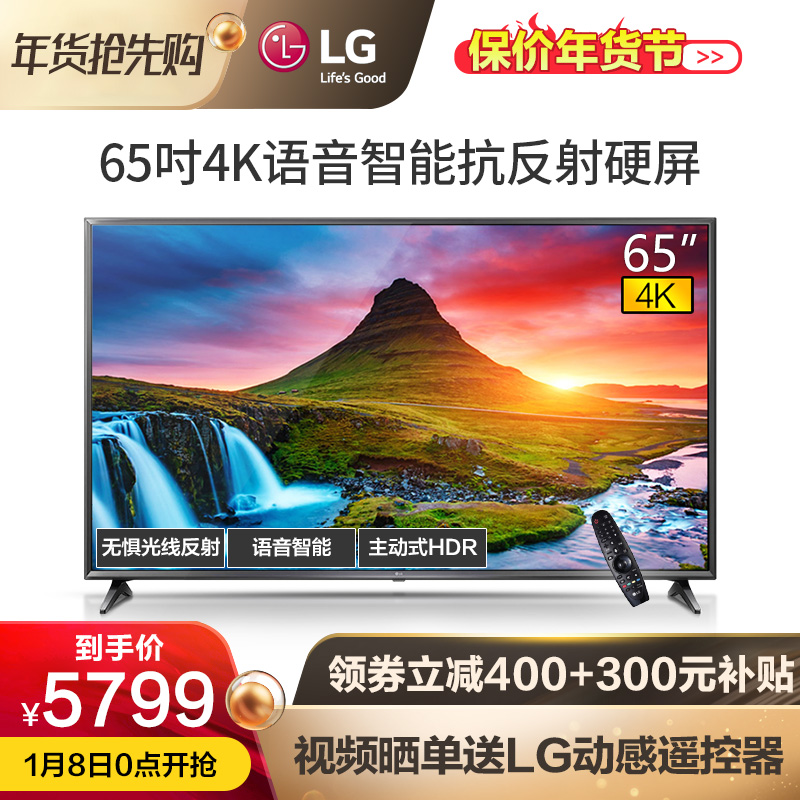 年货抢先购
LG
Life's Good
保价年货节 >>
65吋4K语音智能抗反射硬屏
65"
4K
无惧光线反射
语音智能
主动式HDR
到手价
¥5799
1月8日0点开抢
领券立减400+300元补贴
视频晒单送LG动感遥控器